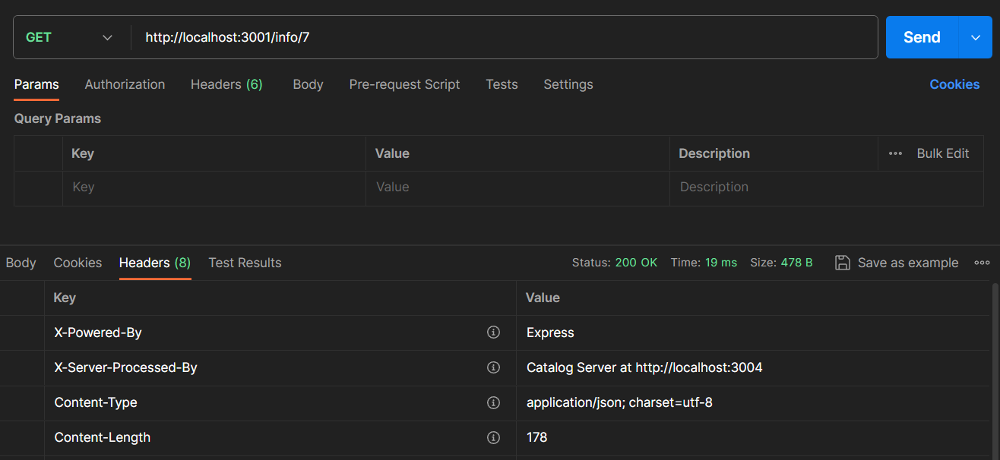 GET http://localhost:3001/info/7 Send
Params Authorization Headers (6) Body Pre-request Script Tests Settings Cookies
Query Params
Key Value Description Bulk Edit
Key Value Description
Body Cookies Headers (8) Test Results Status: 200 OK Time: 19 ms Size: 478 B Save as example
Key Value
X-Powered-By Express
X-Server-Processed-By Catalog Server at http://localhost:3004
Content-Type application/json; charset=utf-8
Content-Length 178